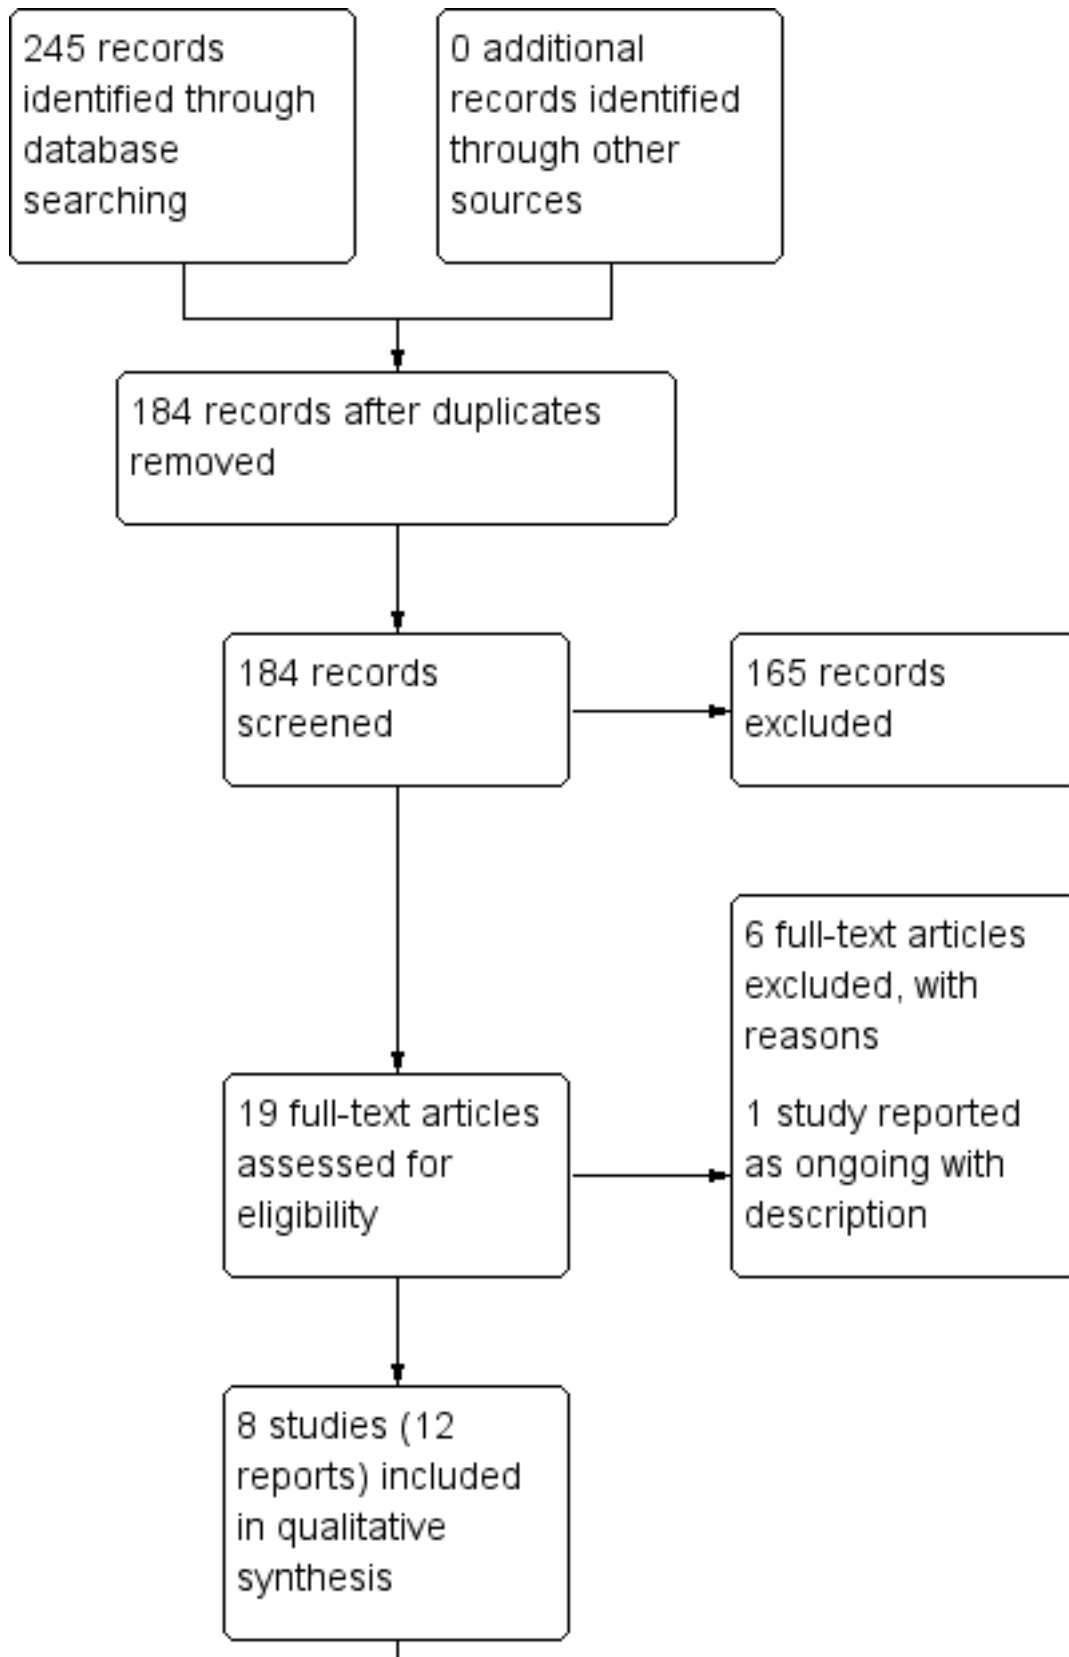 245 records
identified through
database
searching
0 additional
records identified
through other
sources
184 records after duplicates
removed
184 records
screened
165 records
excluded
6 full-text articles
excluded, with
reasons
1 study reported
as ongoing with
description
19 full-text articles
assessed for
eligibility
8 studies (12
reports) included
in qualitative
synthesis